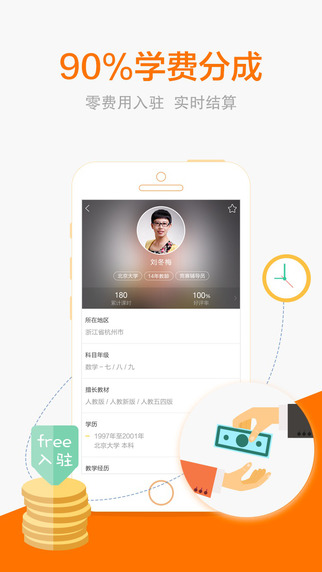 90%学费分成
零费用入驻 实时结算
刘冬梅
北京大学 14年教龄 竞赛辅导员
180 100%
累计课时 好评率
所在地区
浙江省杭州市
科目年级
数学 - 七 / 八 / 九
擅长教材
人教版 / 人教新版 / 人教五四版
学历
1997年至2001年
北京大学 本科
教学经历
free
入驻